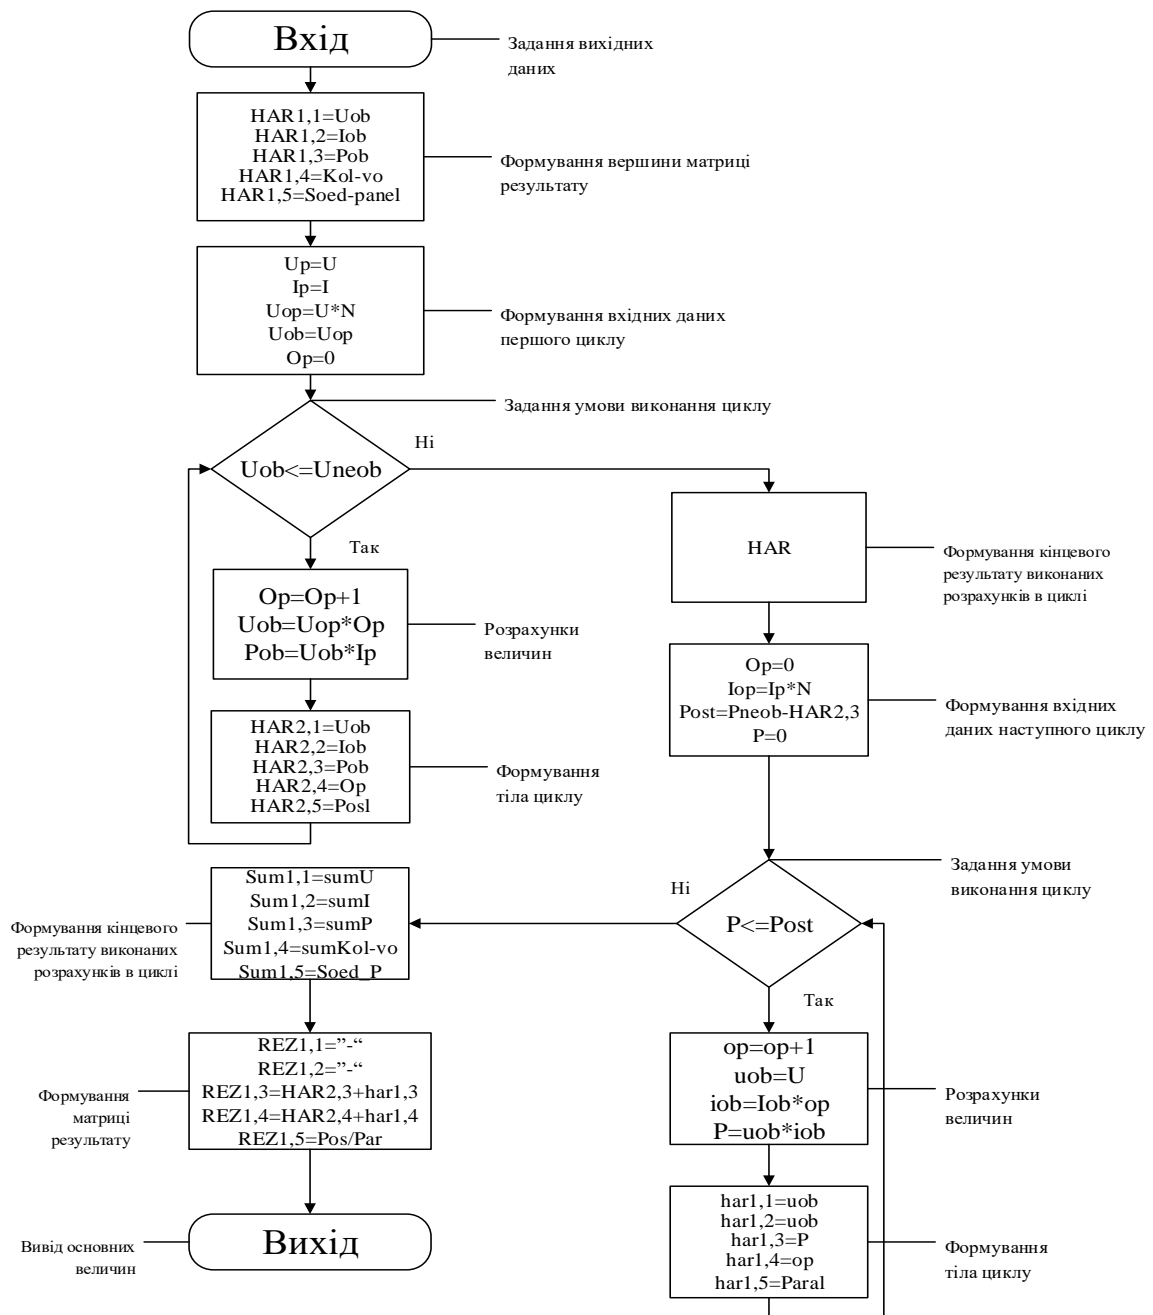 Вхід
Задання вихідних
даних
HAR1,1=Uob
HAR1,2=Iob
HAR1,3=Pob
HAR1,4=Kol-vo
HAR1,5=Soed-panel
Формування вершини матриці
результату
Up=U
Ip=I
Uop=U*N
Uob=Uop
Op=0
Формування вхідних даних
першого циклу
Задання умови виконання циклу
Uob<=Uneob
Ні
Так
Op=Op+1
Uob=Uop*Op
Pob=Uob*Ip
Розрахунки
величин
HAR2,1=Uob
HAR2,2=Iob
HAR2,3=Pob
HAR2,4=Op
HAR2,5=Posl
Формування
тіла циклу
HAR
Формування кінцевого
результату виконаних
розрахунків в циклі
Op=0
Iop=Ip*N
Post=Pneob-HAR2,3
P=0
Формування вхідних
даних наступного циклу
Задання умови
виконання циклу
P<=Post
Ні
Так
op=op+1
uob=U
iob=Iob*op
P=uob*iob
Розрахунки
величин
har1,1=uob
har1,2=uob
har1,3=P
har1,4=op
har1,5=Paral
Формування
тіла циклу
Sum1,1=sumU
Sum1,2=sumI
Sum1,3=sumP
Sum1,4=sumKol-vo
Sum1,5=Soed_P
Формування кінцевого
результату виконаних
розрахунків в циклі
REZ1,1=”-“
REZ1,2=”-“
REZ1,3=HAR2,3+har1,3
REZ1,4=HAR2,4+har1,4
REZ1,5=Pos/Par
Формування
матриці
результату
Вихід
Вивід основних
величин